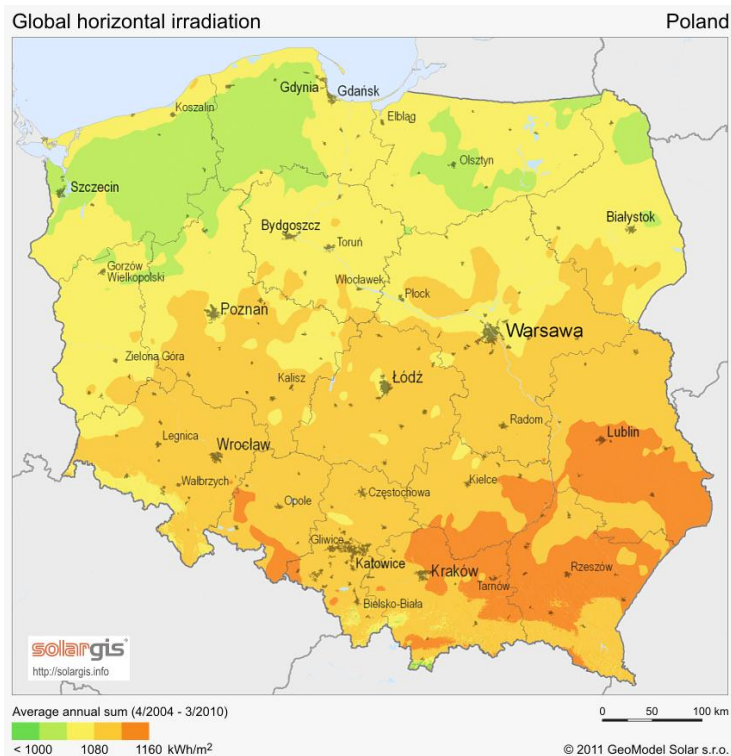 Global horizontal irradiation
Poland
Gdynia
Gdańsk
Koszalin
Elbląg
Olsztyn
Szczecin
Białystok
Bydgoszcz
Toruń
Gorzów
Wielkopolski
Włocławek
Płock
Poznań
Warsawa
Zielona Góra
Kalisz
Łódź
Radom
Lublin
Legnica
Wrocław
Wałbrzych
Opole
Częstochowa
Kielce
Gliwice
Katowice
Kraków
Tarnów
Rzeszów
Bielsko-Biała
solargis
http://solargis.info
Average annual sum (4/2004 - 3/2010)
< 1000 1080 1160 kWh/m²
0 50 100 km
© 2011 GeoModel Solar s.r.o.